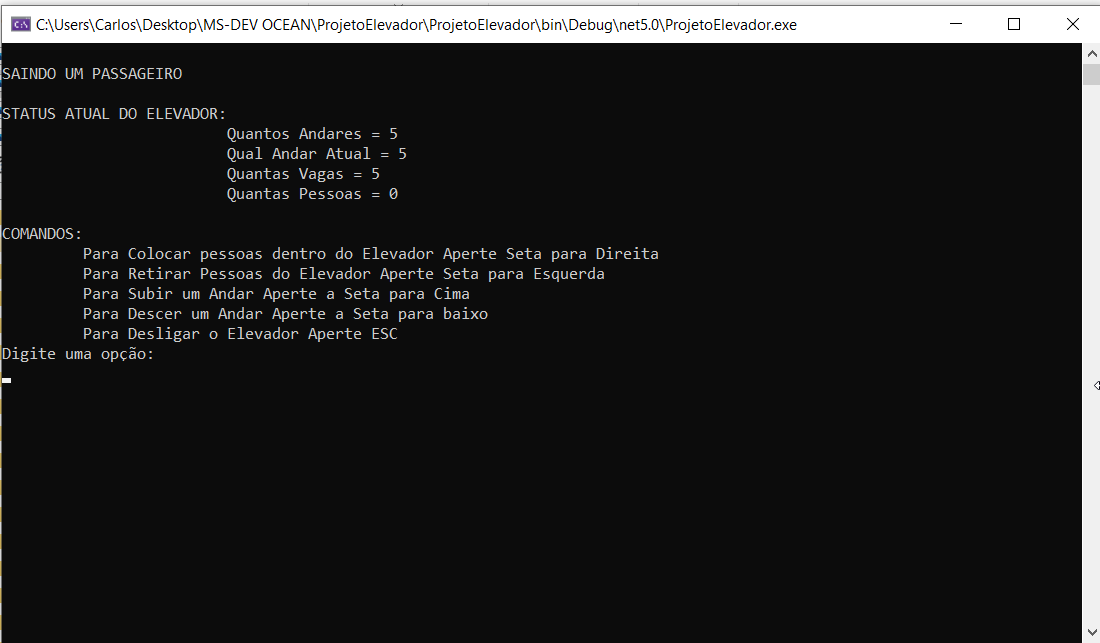 C:\Users\Carlos\Desktop\MS-DEV OCEAN\ProjetoElevador\ProjetoElevador\bin\Debug\net5.0\ProjetoElevador.exe
SAINDO UM PASSAGEIRO
STATUS ATUAL DO ELEVADOR:
Quantos Andares = 5
Qual Andar Atual = 5
Quantas Vagas = 5
Quantas Pessoas = 0
COMANDOS:
Para Colocar pessoas dentro do Elevador Aperte Seta para Direita
Para Retirar Pessoas do Elevador Aperte Seta para Esquerda
Para Subir um Andar Aperte a Seta para Cima
Para Descer um Andar Aperte a Seta para baixo
Para Desligar o Elevador Aperte ESC
Digite uma opção: